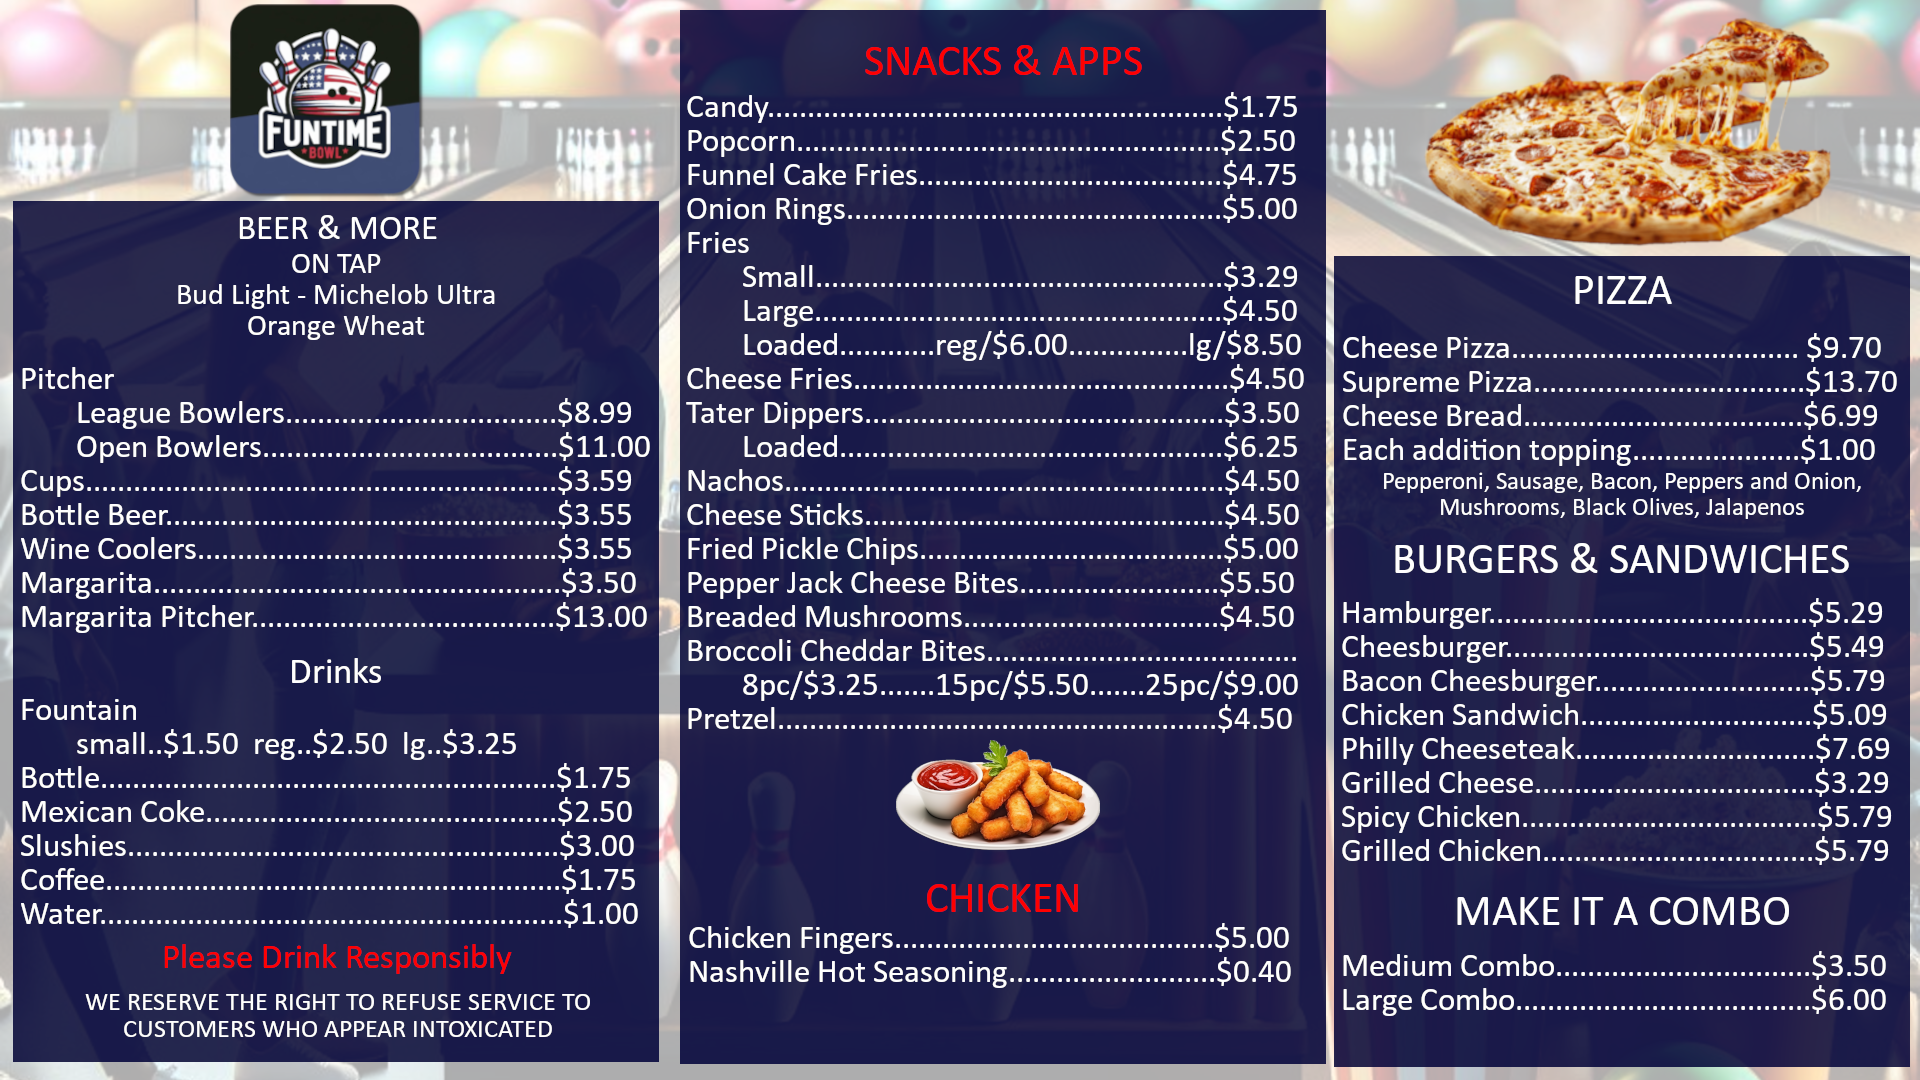 FUNTIME
BOWL
BEER & MORE
ON TAP
Bud Light - Michelob Ultra
Orange Wheat
Pitcher
League Bowlers..................................$8.99
Open Bowlers.....................................$11.00
Cups...........................................................$3.59
Bottle Beer.................................................$3.55
Wine Coolers.............................................$3.55
Margarita...................................................$3.50
Margarita Pitcher......................................$13.00
Drinks
Fountain
small..$1.50 reg..$2.50 lg..$3.25
Bottle.........................................................$1.75
Mexican Coke............................................$2.50
Slushies......................................................$3.00
Coffee.........................................................$1.75
Water..........................................................$1.00
Please Drink Responsibly
WE RESERVE THE RIGHT TO REFUSE SERVICE TO
CUSTOMERS WHO APPEAR INTOXICATED
SNACKS & APPS
Candy.........................................................$1.75
Popcorn.....................................................$2.50
Funnel Cake Fries......................................$4.75
Onion Rings...............................................$5.00
Fries
Small...................................................$3.29
Large...................................................$4.50
Loaded............reg/$6.00...............lg/$8.50
Cheese Fries...............................................$4.50
Tater Dippers.............................................$3.50
Loaded................................................$6.25
Nachos.......................................................$4.50
Cheese Sticks.............................................$4.50
Fried Pickle Chips......................................$5.00
Pepper Jack Cheese Bites.........................$5.50
Breaded Mushrooms................................$4.50
Broccoli Cheddar Bites.......................................
8pc/$3.25.......15pc/$5.50.......25pc/$9.00
Pretzel.......................................................$4.50
CHICKEN
Chicken Fingers........................................$5.00
Nashville Hot Seasoning..........................$0.40
PIZZA
Cheese Pizza.................................... $9.70
Supreme Pizza..................................$13.70
Cheese Bread...................................$6.99
Each addition topping.....................$1.00
Pepperoni, Sausage, Bacon, Peppers and Onion,
Mushrooms, Black Olives, Jalapenos
BURGERS & SANDWICHES
Hamburger........................................$5.29
Cheesburger......................................$5.49
Bacon Cheesburger...........................$5.79
Chicken Sandwich.............................$5.09
Philly Cheeseteak..............................$7.69
Grilled Cheese...................................$3.29
Spicy Chicken.....................................$5.79
Grilled Chicken..................................$5.79
MAKE IT A COMBO
Medium Combo................................$3.50
Large Combo.....................................$6.00